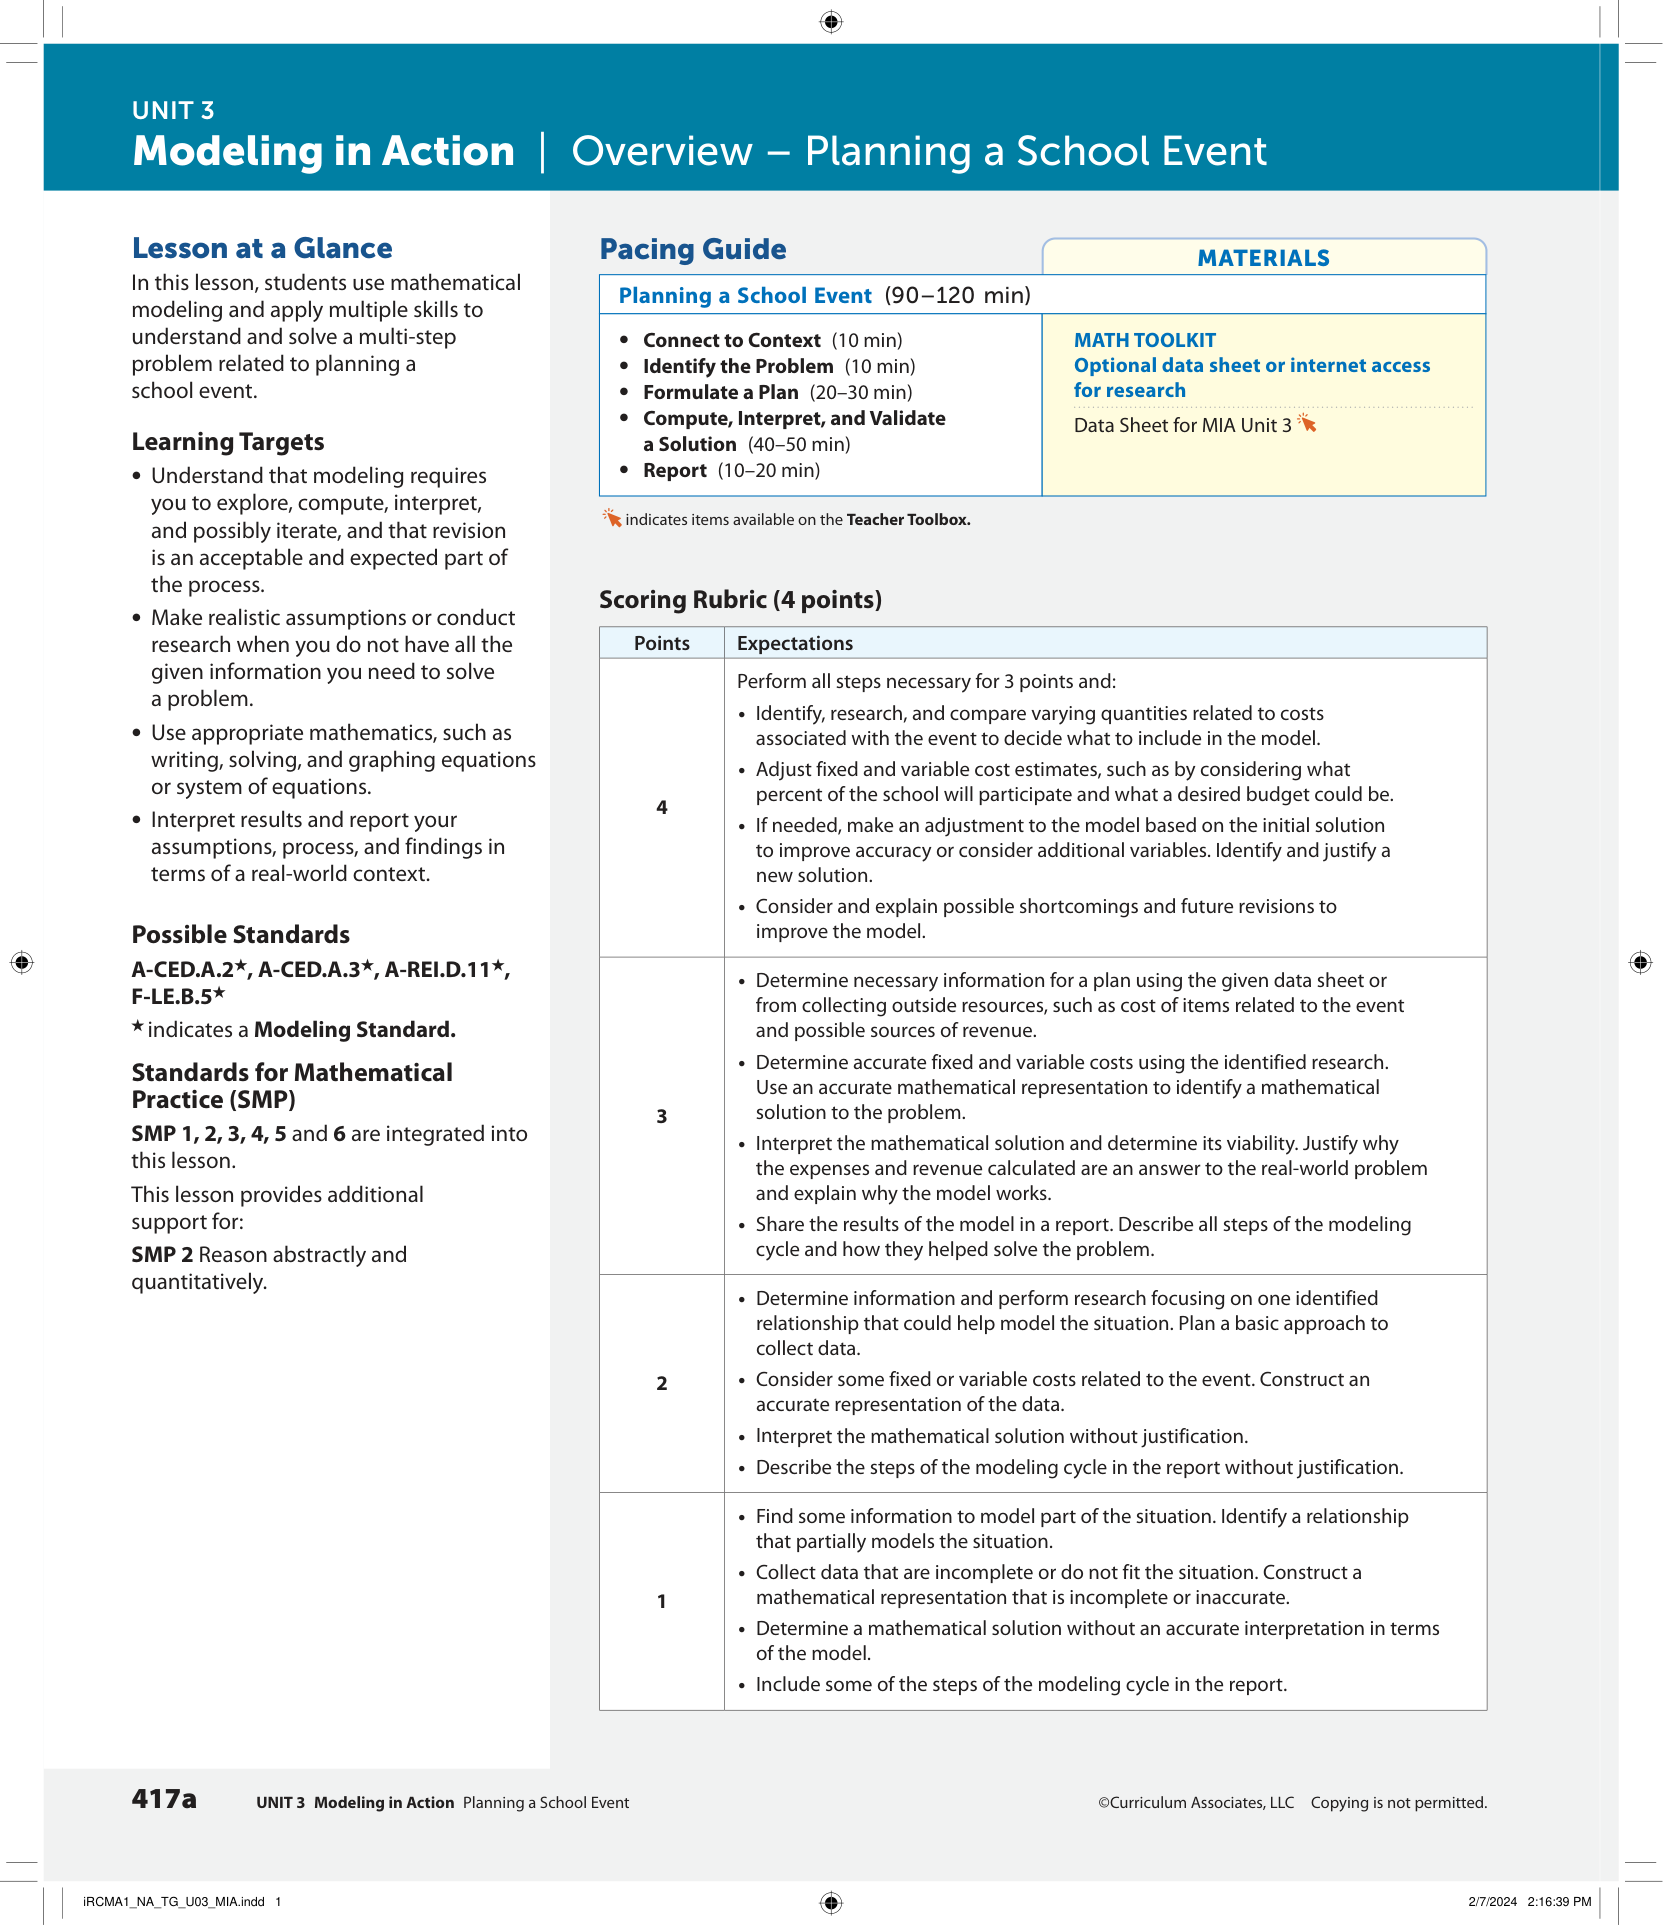 UNIT 3
Modeling in Action | Overview – Planning a School Event
Lesson at a Glance
In this lesson, students use mathematical
modeling and apply multiple skills to
understand and solve a multi-step
problem related to planning a
school event.
Learning Targets
• Understand that modeling requires
you to explore, compute, interpret,
and possibly iterate, and that revision
is an acceptable and expected part of
the process.
• Make realistic assumptions or conduct
research when you do not have all the
given information you need to solve
a problem.
• Use appropriate mathematics, such as
writing, solving, and graphing equations
or system of equations.
• Interpret results and report your
assumptions, process, and findings in
terms of a real-world context.
Possible Standards
A-CED.A.2★, A-CED.A.3★, A-REI.D.11★,
F-LE.B.5★
★ indicates a Modeling Standard.
Standards for Mathematical
Practice (SMP)
SMP 1, 2, 3, 4, 5 and 6 are integrated into
this lesson.
This lesson provides additional
support for:
SMP 2 Reason abstractly and
quantitatively.
Pacing Guide
MATERIALS
Planning a School Event (90–120 min)
• Connect to Context (10 min)
• Identify the Problem (10 min)
• Formulate a Plan (20–30 min)
• Compute, Interpret, and Validate
a Solution (40–50 min)
• Report (10–20 min)
MATH TOOLKIT
Optional data sheet or internet access
for research
Data Sheet for MIA Unit 3
indicates items available on the Teacher Toolbox.
Scoring Rubric (4 points)
Points Expectations
4
Perform all steps necessary for 3 points and:
• Identify, research, and compare varying quantities related to costs
associated with the event to decide what to include in the model.
• Adjust fixed and variable cost estimates, such as by considering what
percent of the school will participate and what a desired budget could be.
• If needed, make an adjustment to the model based on the initial solution
to improve accuracy or consider additional variables. Identify and justify a
new solution.
• Consider and explain possible shortcomings and future revisions to
improve the model.
3
• Determine necessary information for a plan using the given data sheet or
from collecting outside resources, such as cost of items related to the event
and possible sources of revenue.
• Determine accurate fixed and variable costs using the identified research.
Use an accurate mathematical representation to identify a mathematical
solution to the problem.
• Interpret the mathematical solution and determine its viability. Justify why
the expenses and revenue calculated are an answer to the real-world problem
and explain why the model works.
• Share the results of the model in a report. Describe all steps of the modeling
cycle and how they helped solve the problem.
2
• Determine information and perform research focusing on one identified
relationship that could help model the situation. Plan a basic approach to
collect data.
• Consider some fixed or variable costs related to the event. Construct an
accurate representation of the data.
• Interpret the mathematical solution without justification.
• Describe the steps of the modeling cycle in the report without justification.
1
• Find some information to model part of the situation. Identify a relationship
that partially models the situation.
• Collect data that are incomplete or do not fit the situation. Construct a
mathematical representation that is incomplete or inaccurate.
• Determine a mathematical solution without an accurate interpretation in terms
of the model.
• Include some of the steps of the modeling cycle in the report.
417a UNIT 3 Modeling in Action Planning a School Event
©Curriculum Associates, LLC Copying is not permitted.
iRCMA1_NA_TG_U03_MIA.indd 1
2/7/2024 2:16:39 PM